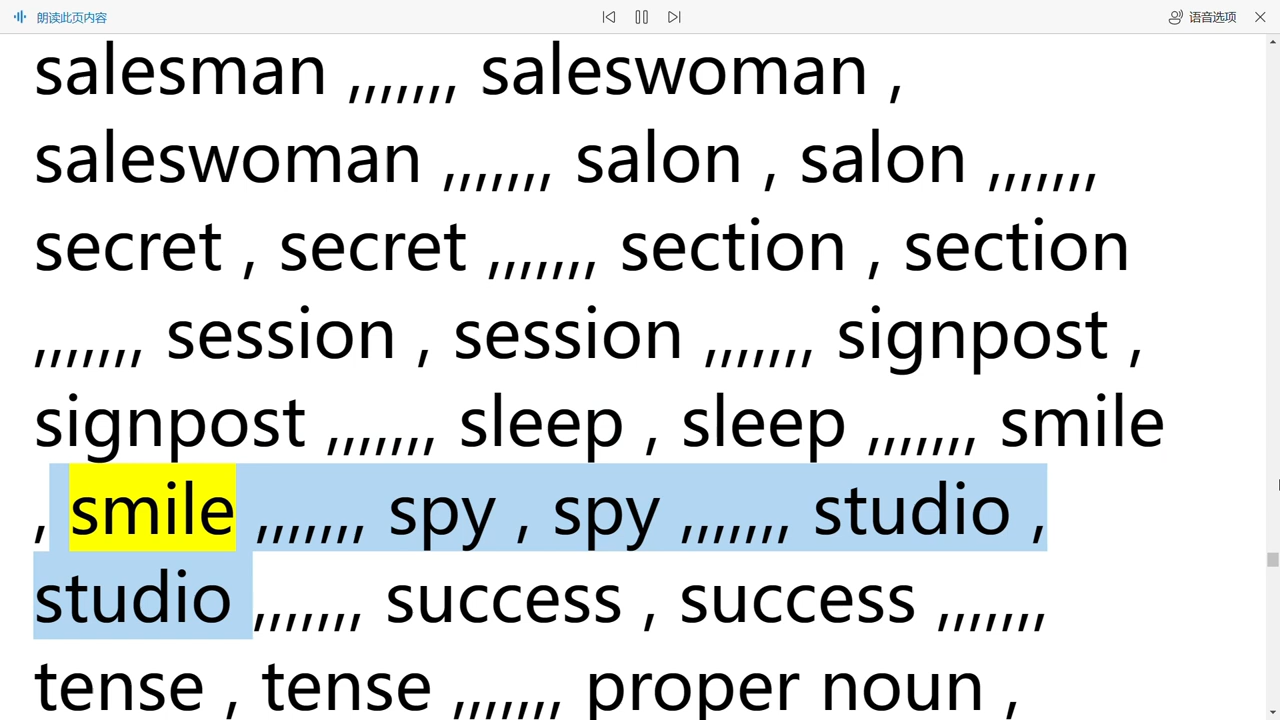 朗读此页内容
语音选项
salesman ,,,,,,, saleswoman ,
saleswoman ,,,,,,, salon , salon ,,,,,,,
secret , secret ,,,,,,, section , section
,,,,,,, session , session ,,,,,,, signpost ,
signpost ,,,,,,, sleep , sleep ,,,,,,, smile
, smile ,,,,,,, spy , spy ,,,,,,, studio ,
studio ,,,,,,, success , success ,,,,,,,
tense , tense ,,,,,,, proper noun ,